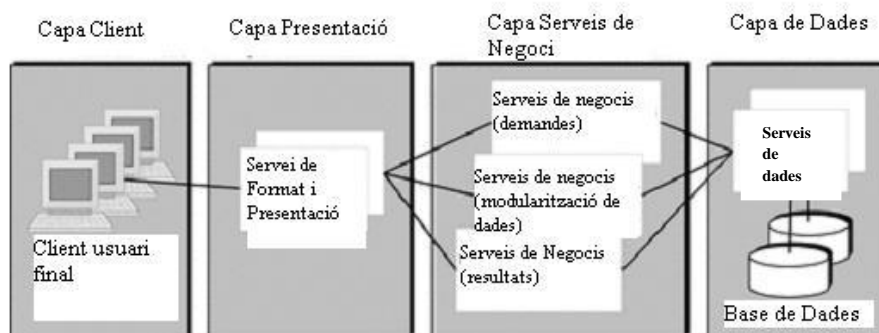 Capa Client
Capa Presentació
Capa Serveis de
Negoci
Capa de Dades
Client usuari
final
Servei de
Format i
Presentació
Serveis de negocis
(demandes)
Serveis de negoci
(modularització de
dades)
Serveis de Negocis
(resultats)
Serveis
de
dades
Base de Dades